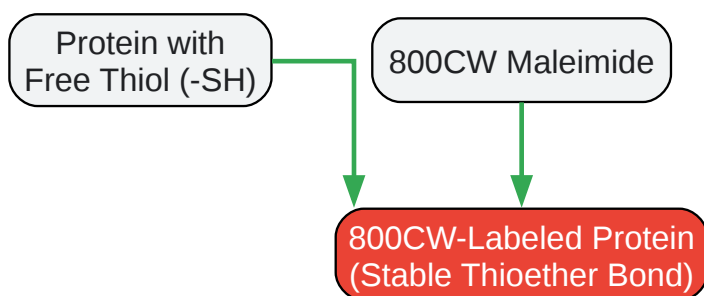 Protein with
Free Thiol (-SH)
800CW Maleimide
800CW-Labeled Protein
(Stable Thioether Bond)